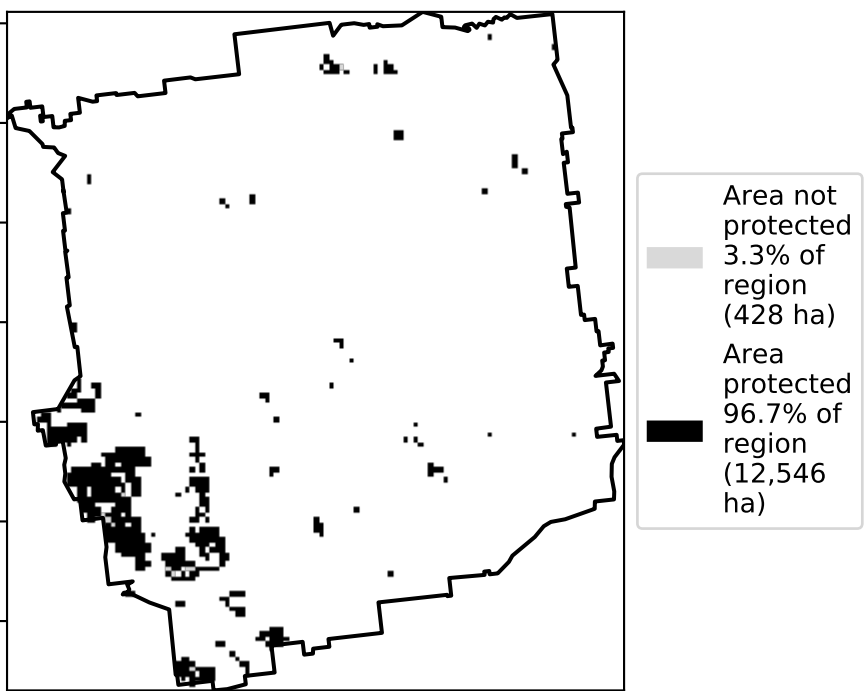 Area not
protected
3.3% of
region
(428 ha)
Area
protected
96.7% of
region
(12,546
ha)